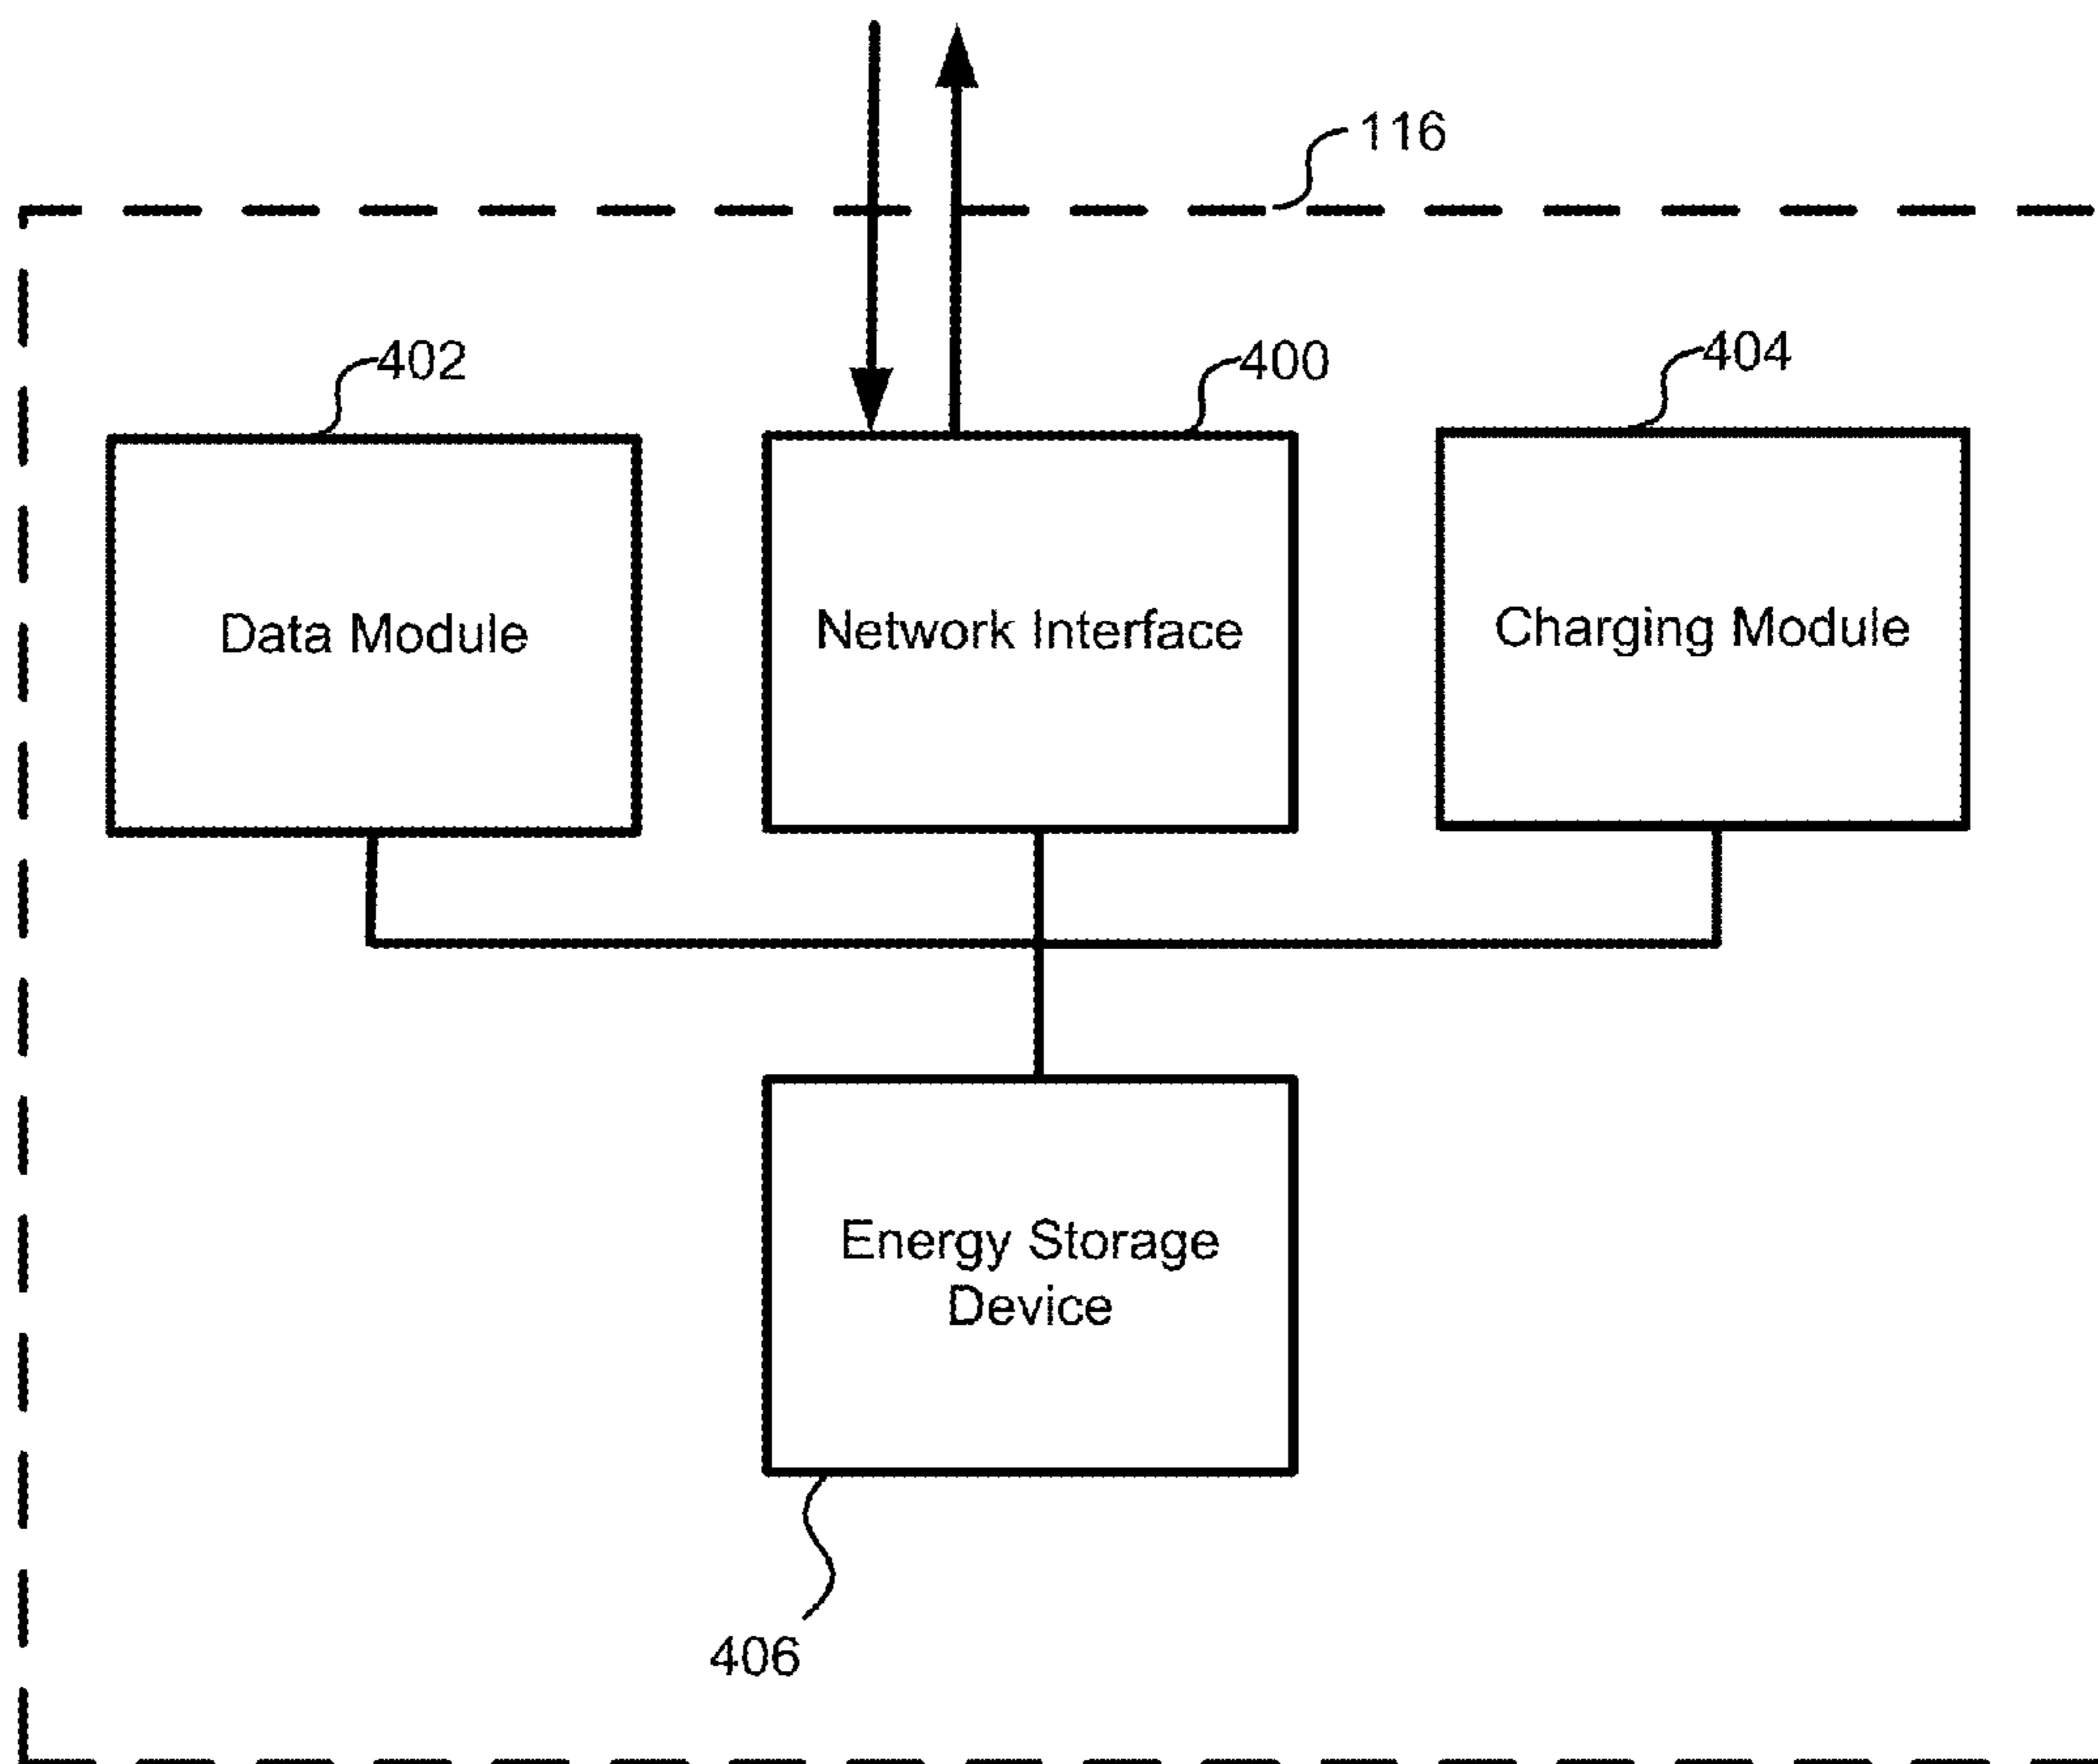 116
402
400
404
Data Module
Network Interface
Charging Module
Energy Storage
Device
406